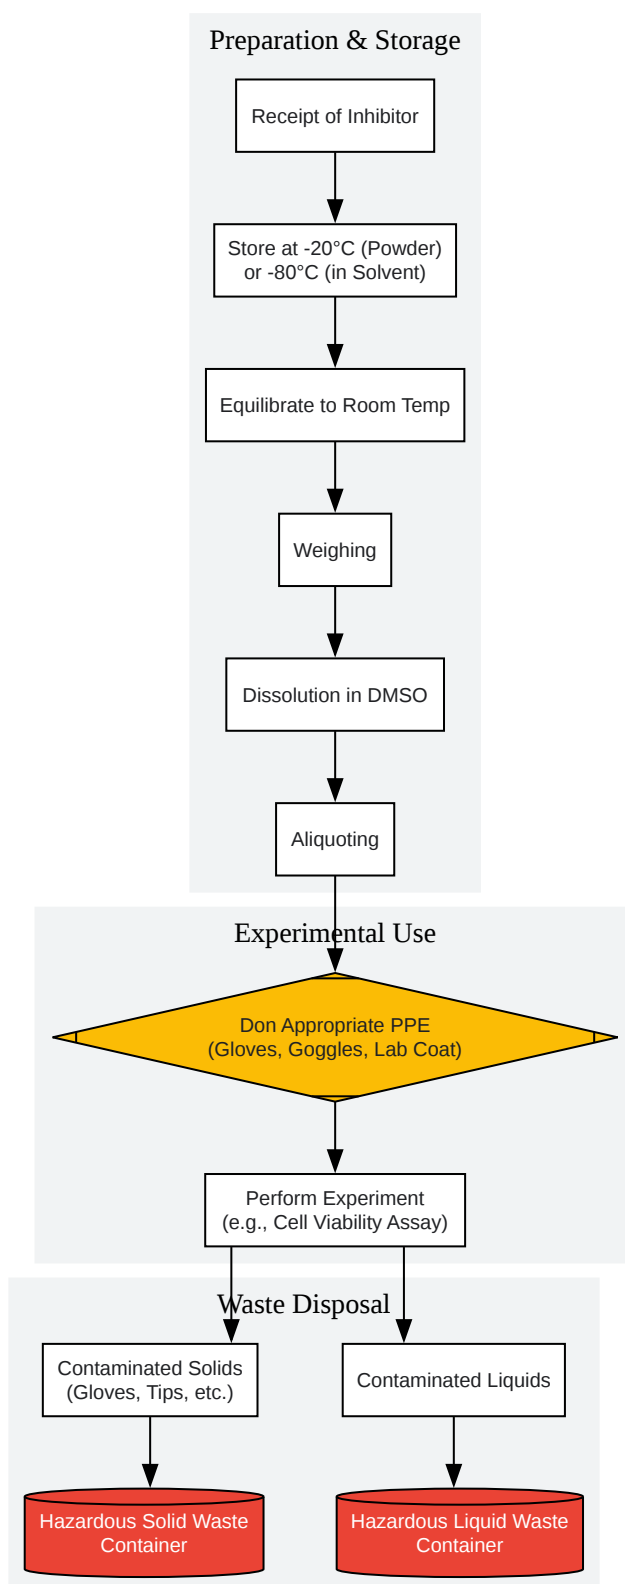 Preparation & Storage
Receipt of Inhibitor
Store at -20°C (Powder)
or -80°C (in Solvent)
Equilibrate to Room Temp
Weighing
Dissolution in DMSO
Aliquoting
Experimental Use
Don Appropriate PPE
(Gloves, Goggles, Lab Coat)
Perform Experiment
(e.g., Cell Viability Assay)
Waste Disposal
Contaminated Solids
(Gloves, Tips, etc.)
Contaminated Liquids
Hazardous Solid Waste
Container
Hazardous Liquid Waste
Container